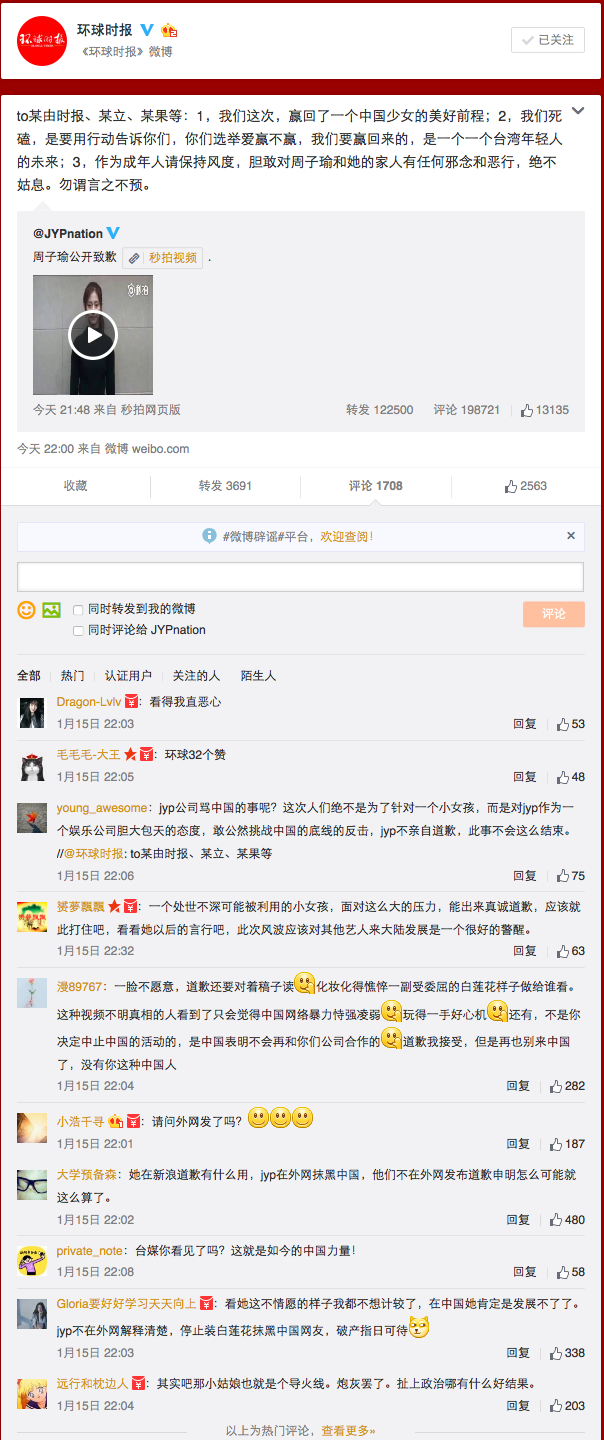 环球时报
环球时报
《环球时报》微博
已关注
to某由时报、某立、某果等：1，我们这次，赢回了一个中国少女的美好前程；2，我们死
磕，是要用行动告诉你们，你们选举爱赢不赢，我们要赢回来的，是一个一个台湾年轻人
的未来；3，作为成年人请保持风度，胆敢对周子瑜和她的家人有任何邪念和恶行，绝不
姑息。勿谓言之不预。
@JYPnation
周子瑜公开致歉 秒拍视频 .
秒拍
今天 21:48 来自 秒拍网页版 转发 122500 评论 198721 13135
今天 22:00 来自 微博 weibo.com
收藏 转发 3691 评论 1708 2563
#微博辟谣#平台，欢迎查阅！
同时转发到我的微博 评论
同时评论给 JYPnation
全部 热门 认证用户 关注的人 陌生人
Dragon-Lvlv ：看得我直恶心
1月15日 22:03 回复 53
毛毛毛-大王 ：环球32个赞
1月15日 22:05 回复 48
young_awesome：jyp公司骂中国的事呢？这次人们绝不是为了针对一个小女孩，而是对jyp作为一
个娱乐公司胆大包天的态度，敢公然挑战中国的底线的反击，jyp不亲自道歉，此事不会这么结束。
//@环球时报: to某由时报、某立、某果等
1月15日 22:06 回复 75
赟夢飄飄 ：一个处世不深可能被利用的小女孩，面对这么大的压力，能出来真诚道歉，应该就
此打住吧，看看她以后的言行吧，此次风波应该对其他艺人来大陆发展是一个很好的警醒。
1月15日 22:32 回复 63
漫89767：一脸不愿意，道歉还要对着稿子读 化妆化得憔悴一副受委屈的白莲花样子做给谁看。
这种视频不明真相的人看到了只会觉得中国网络暴力恃强凌弱 玩得一手好心机 还有，不是你
决定中止中国的活动的，是中国表明不会再和你们公司合作的 道歉我接受，但是再也别来中国
了，没有你这种中国人
1月15日 22:04 回复 282
小浩千寻 ：请问外网发了吗？
1月15日 22:01 回复 187
大学预备森：她在新浪道歉有什么用，jyp在外网抹黑中国，他们不在外网发布道歉申明怎么可能就
这么算了。
1月15日 22:02 回复 480
private_note：台媒你看见了吗？这就是如今的中国力量！
1月15日 22:08 回复 58
Gloria要好好学习天天向上 ：看她这不情愿的样子我都不想计较了，在中国她肯定是发展不了了。
jyp不在外网解释清楚，停止装白莲花抹黑中国网友，破产指日可待
1月15日 22:03 回复 338
远行和枕边人 ：其实吧那小姑娘也就是个导火线。炮灰罢了。扯上政治哪有什么好结果。
1月15日 22:04 回复 203
以上为热门评论，查看更多»